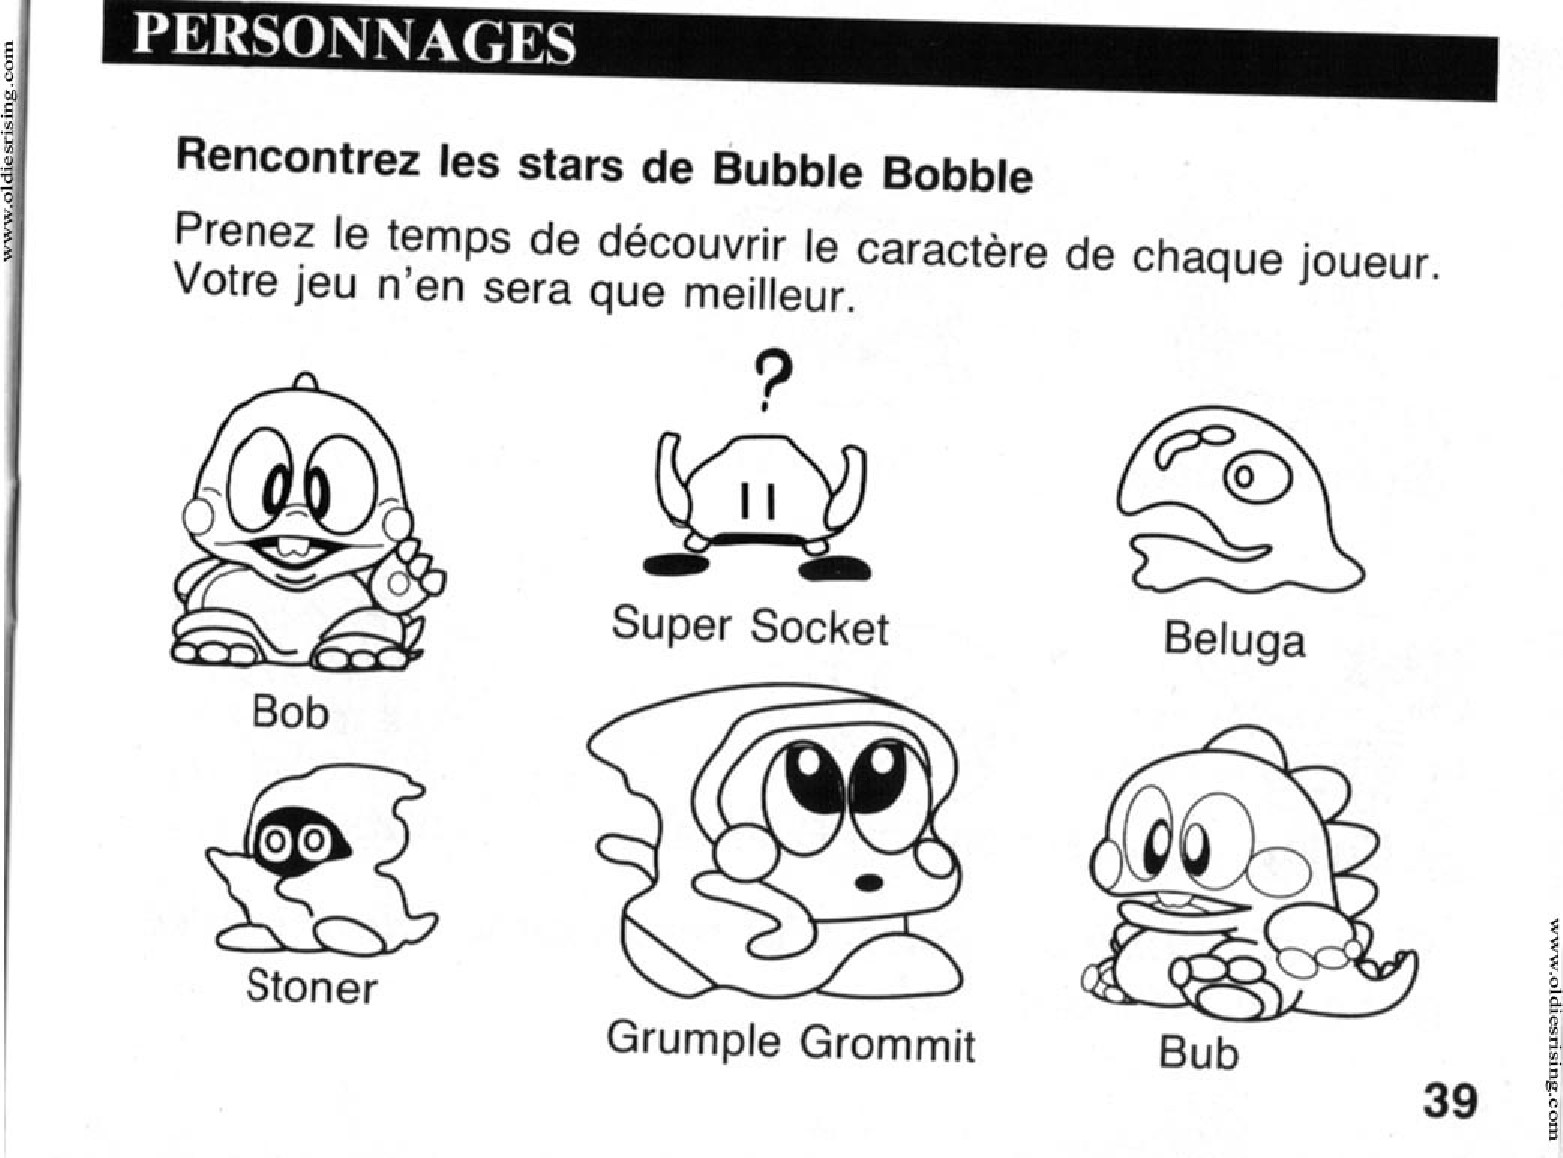 PERSONNAGES
Rencontrez les stars de Bubble Bobble
Prenez le temps de découvrir le caractère de chaque joueur.
Votre jeu n'en sera que meilleur.
?
Super Socket
Beluga
Bob
Stoner
Grumple Grommit
Bub
39
www.oldiesrising.com
www.oldiesrising.com